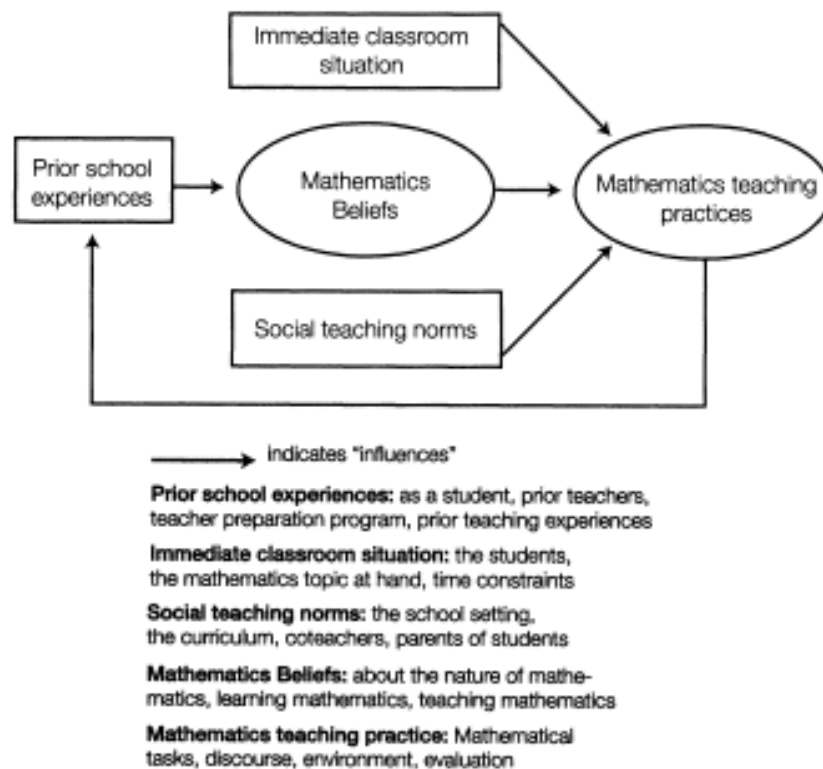 Immediate classroom
situation
Prior school
experiences
Mathematics
Beliefs
Mathematics teaching
practices
Social teaching norms
indicates "influences"
Prior school experiences: as a student, prior teachers,
teacher preparation program, prior teaching experiences
Immediate classroom situation: the students,
the mathematics topic at hand, time constraints
Social teaching norms: the school setting,
the curriculum, coteachers, parents of students
Mathematics Beliefs: about the nature of mathe-
matics, learning mathematics, teaching mathematics
Mathematics teaching practice: Mathematical
tasks, discourse, environment, evaluation